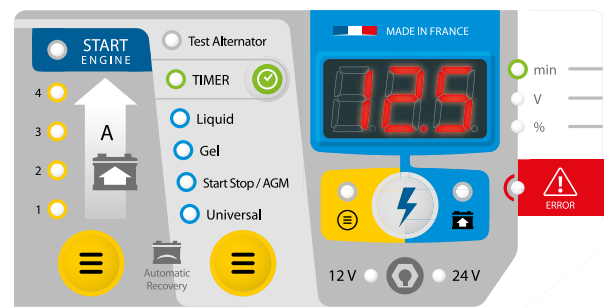 START
ENGINE
4
3
2
1
A
Automatic
Recovery
Test Alternator
TIMER
Liquid
Gel
Start Stop / AGM
Universal
MADE IN FRANCE
12.5
min
V
%
ERROR
12 V
24 V